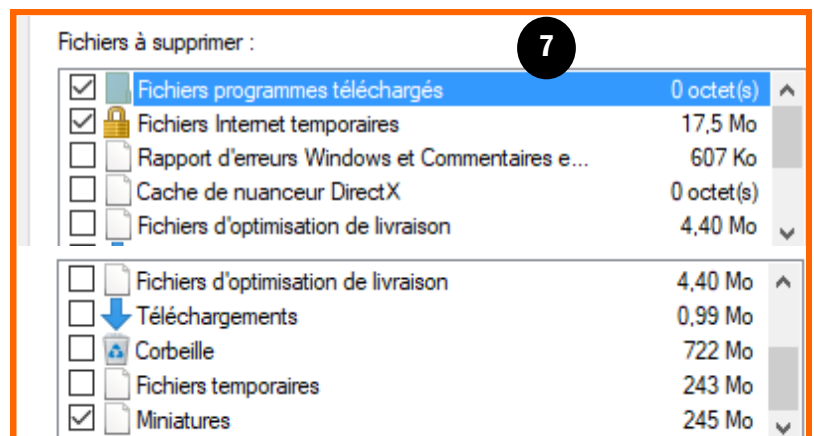 Fichiers à supprimer :
7
Fichiers programmes téléchargés 0 octet(s)
Fichiers Internet temporaires 17,5 Mo
Rapport d'erreurs Windows et Commentaires e... 607 Ko
Cache de nuanceur DirectX 0 octet(s)
Fichiers d'optimisation de livraison 4,40 Mo
Fichiers d'optimisation de livraison 4,40 Mo
Téléchargements 0,99 Mo
Corbeille 722 Mo
Fichiers temporaires 243 Mo
Miniatures 245 Mo